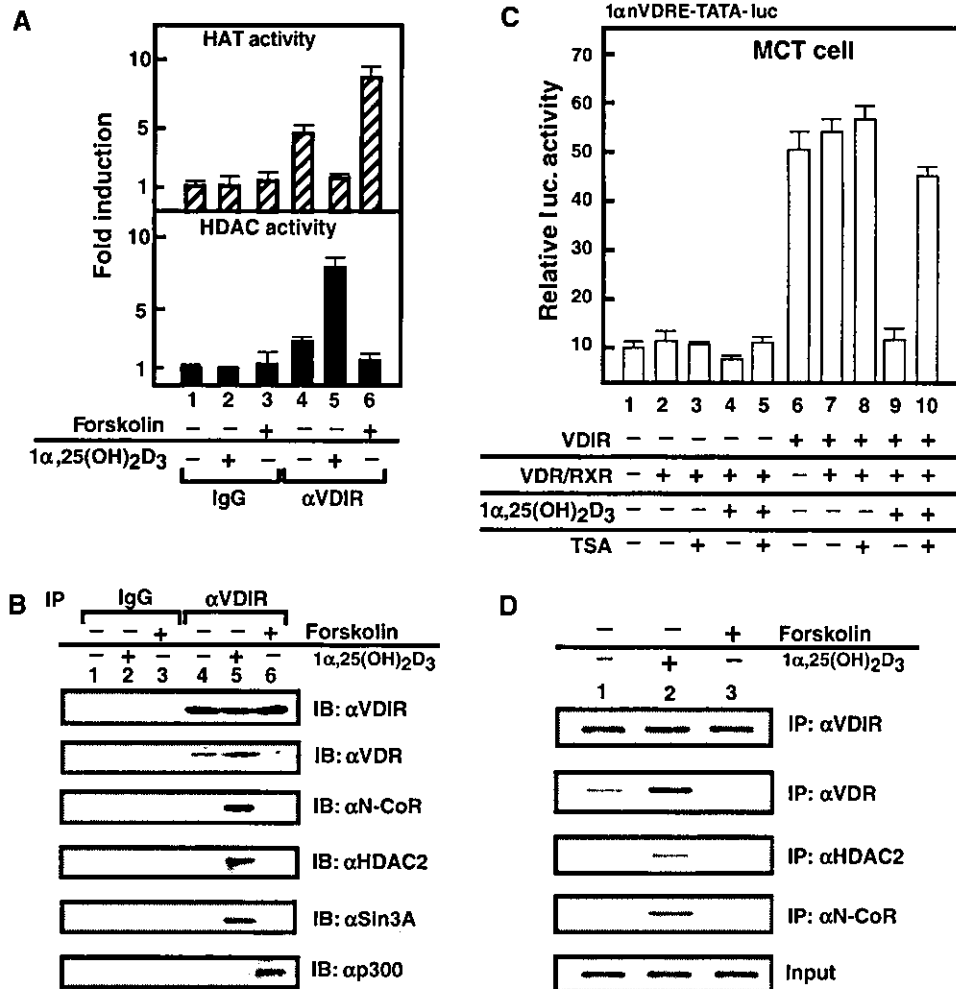 A
HAT activity
10
5
1
HDAC activity
10
5
1
Fold induction
1 2 3 4 5 6
Forskolin − − + − − +
1α,25(OH)₂D₃ − + − − + −
IgG αVDIR
B IP IgG αVDIR
− − + − − + Forskolin
− + − − + − 1α,25(OH)₂D₃
1 2 3 4 5 6
IB: αVDIR
IB: αVDR
IB: αN-CoR
IB: αHDAC2
IB: αSin3A
IB: αp300
C 1αnVDRE-TATA-luc
MCT cell
Relative luc. activity
70
60
50
40
30
20
10
1 2 3 4 5 6 7 8 9 10
VDIR − − − − − + + + + +
VDR/RXR − + + + + − + + + +
1α,25(OH)₂D₃ − − − + + − − − + +
TSA − − + − + − − + − +
D
− − + Forskolin
− + − 1α,25(OH)₂D₃
1 2 3
IP: αVDIR
IP: αVDR
IP: αHDAC2
IP: αN-CoR
Input